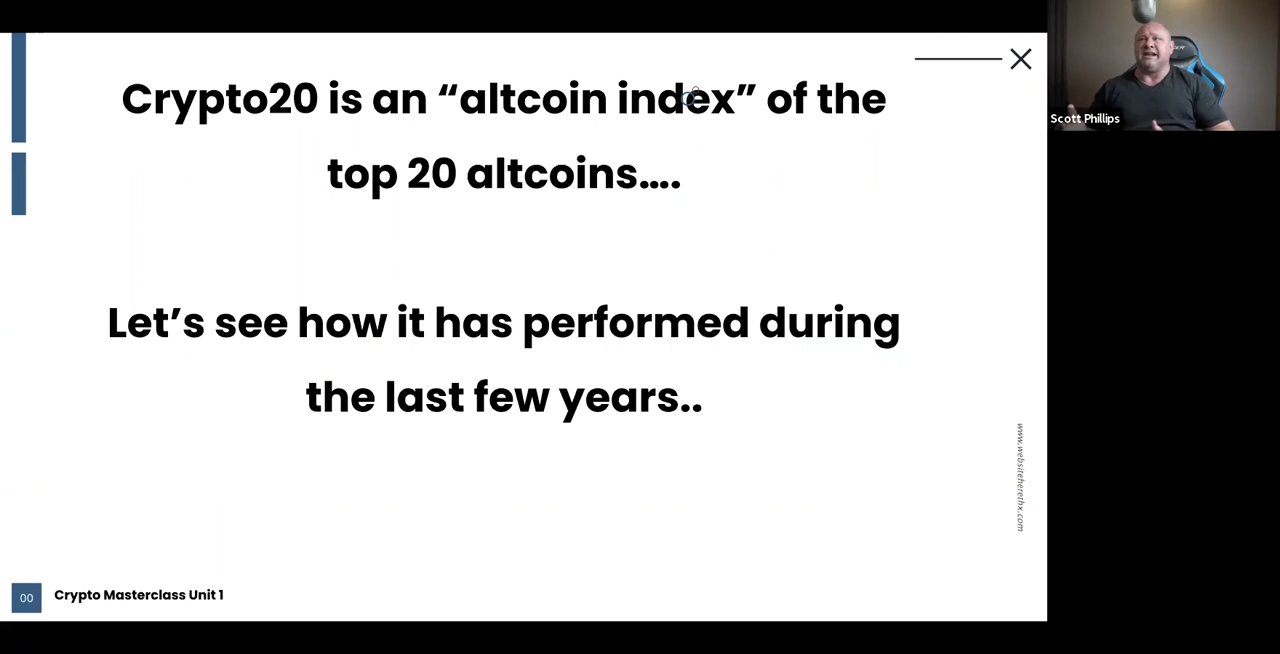 Crypto20 is an “altcoin index” of the
top 20 altcoins....
Let’s see how it has performed during
the last few years..
www.websiteherethx.com
00
Crypto Masterclass Unit 1
Scott Phillips